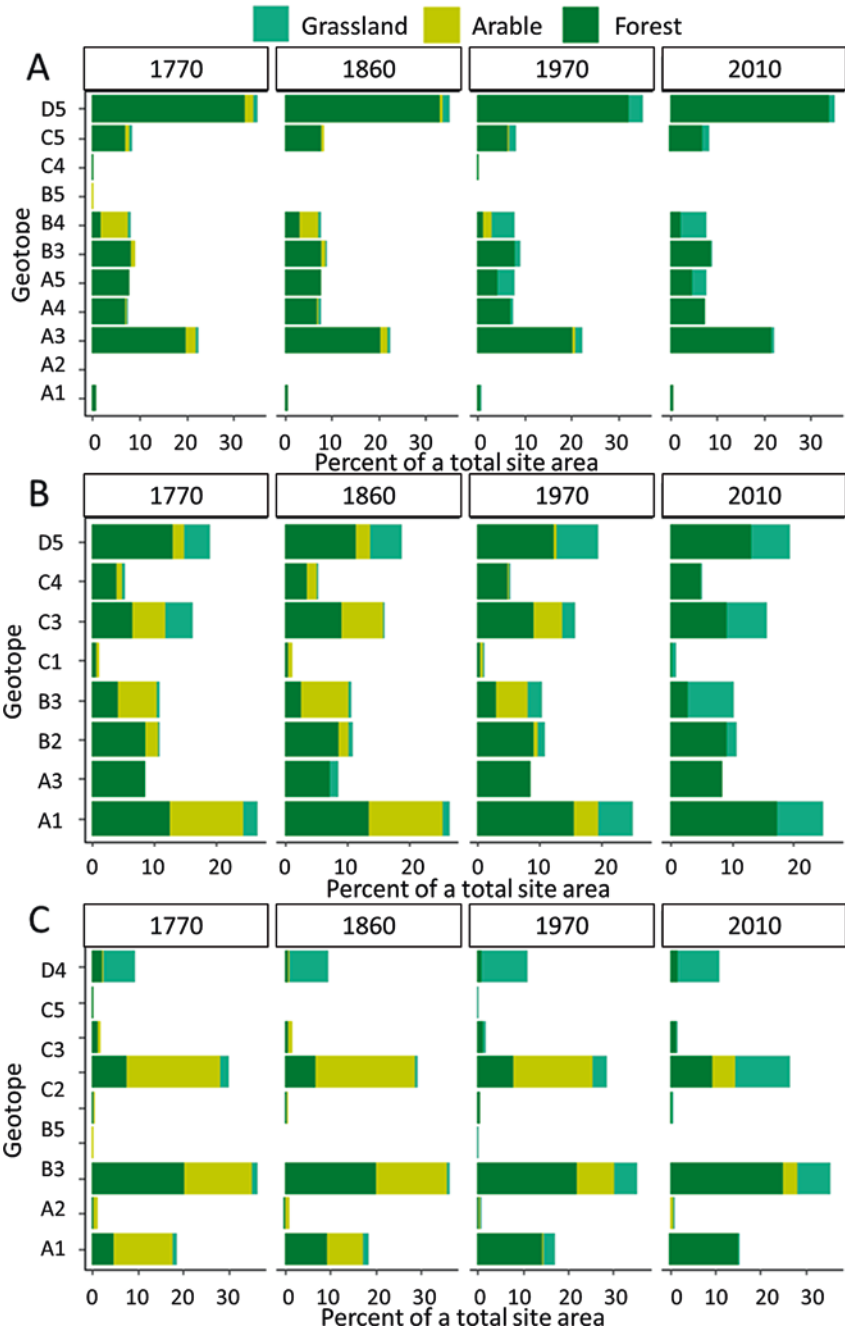 Grassland Arable Forest
A
1770 1860 1970 2010
D5
C5
C4
B5
B4
B3
A5
A4
A3
A2
A1
Geotope
0 10 20 30 0 10 20 30 0 10 20 30 0 10 20 30
Percent of a total site area
B
1770 1860 1970 2010
D5
C4
C3
C1
B3
B2
A3
A1
Geotope
0 10 20 0 10 20 0 10 20 0 10 20
Percent of a total site area
C
1770 1860 1970 2010
D4
C5
C3
C2
B5
B3
A2
A1
Geotope
0 10 20 30 0 10 20 30 0 10 20 30 0 10 20 30
Percent of a total site area